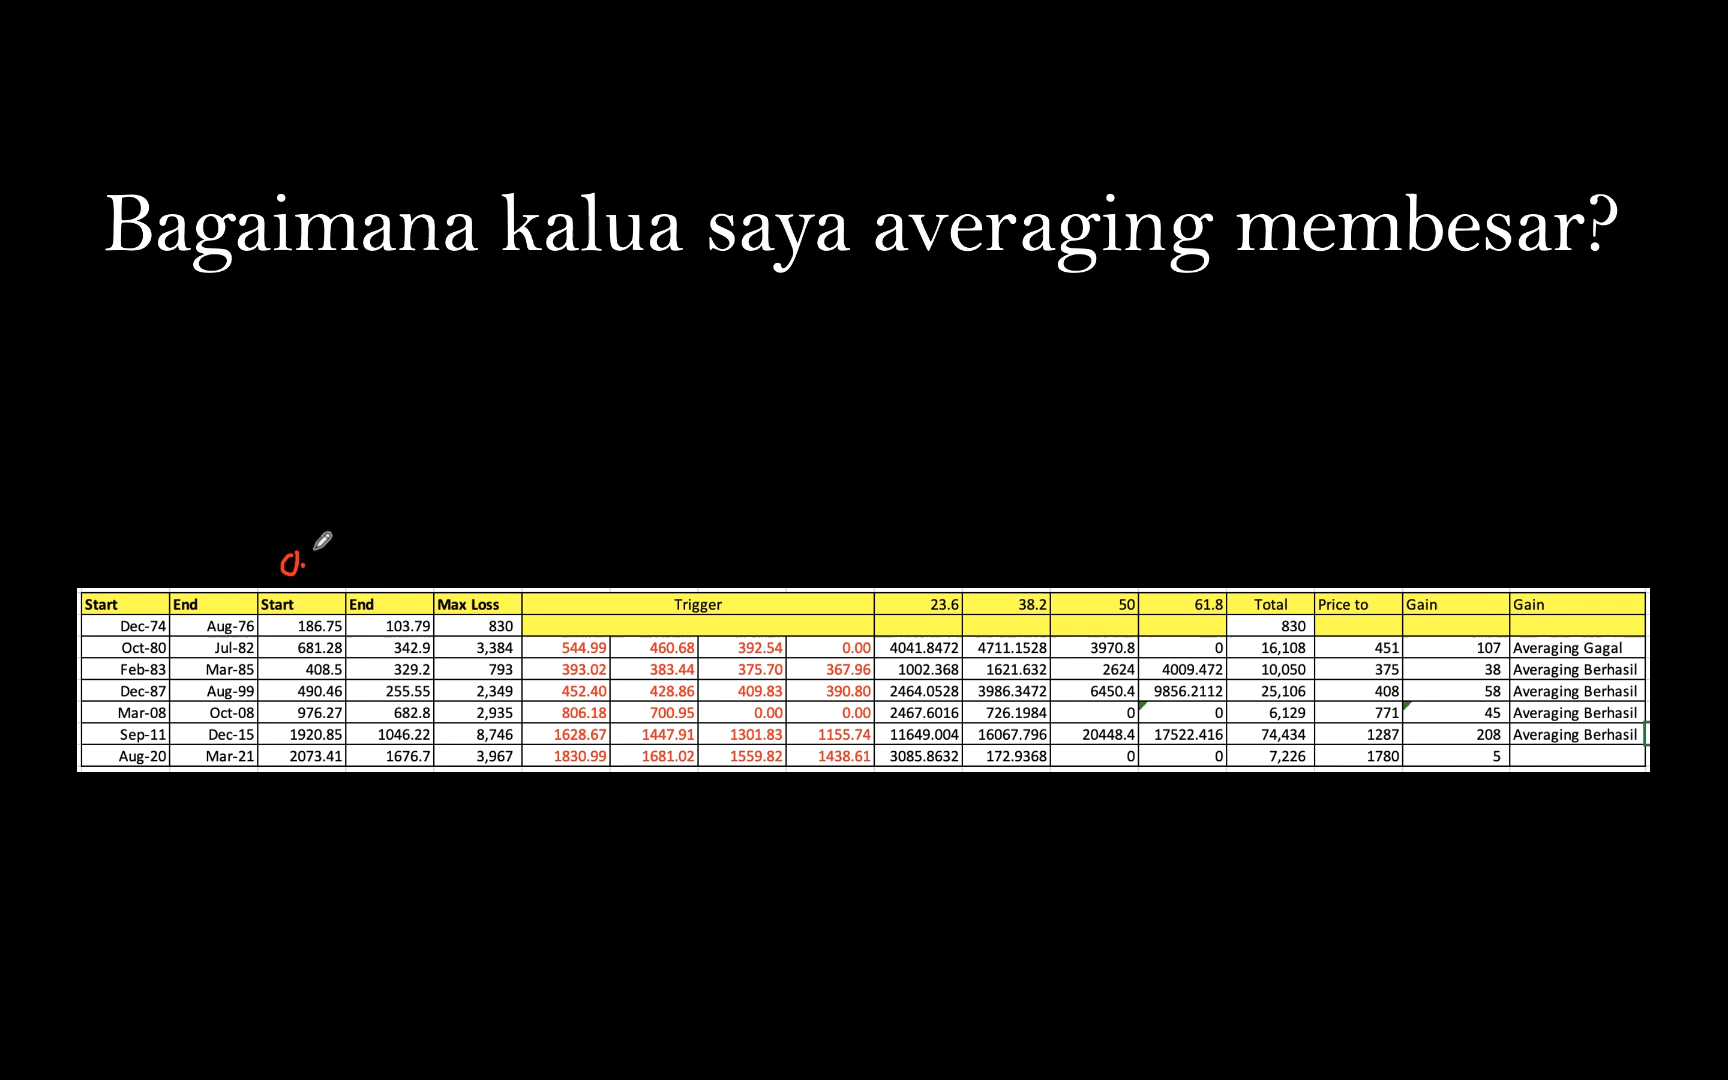 Bagaimana kalua saya averaging membesar?
0.
Start End Start End Max Loss Trigger 23.6 38.2 50 61.8 Total Price to Gain Gain
Dec-74 Aug-76 186.75 103.79 830 830
Oct-80 Jul-82 681.28 342.9 3,384 544.99 460.68 392.54 0.00 4041.8472 4711.1528 3970.8 0 16,108 451 107 Averaging Gagal
Feb-83 Mar-85 408.5 329.2 793 393.02 383.44 375.70 367.96 1002.368 1621.632 2624 4009.472 10,050 375 38 Averaging Berhasil
Dec-87 Aug-99 490.46 255.55 2,349 452.40 428.86 409.83 390.80 2464.0528 3986.3472 6450.4 9856.2112 25,106 408 58 Averaging Berhasil
Mar-08 Oct-08 976.27 682.8 2,935 806.18 700.95 0.00 0.00 2467.6016 726.1984 0 0 6,129 771 45 Averaging Berhasil
Sep-11 Dec-15 1920.85 1046.22 8,746 1628.67 1447.91 1301.83 1155.74 11649.004 16067.796 20448.4 17522.416 74,434 1287 208 Averaging Berhasil
Aug-20 Mar-21 2073.41 1676.7 3,967 1830.99 1681.02 1559.82 1438.61 3085.8632 172.9368 0 0 7,226 1780 5